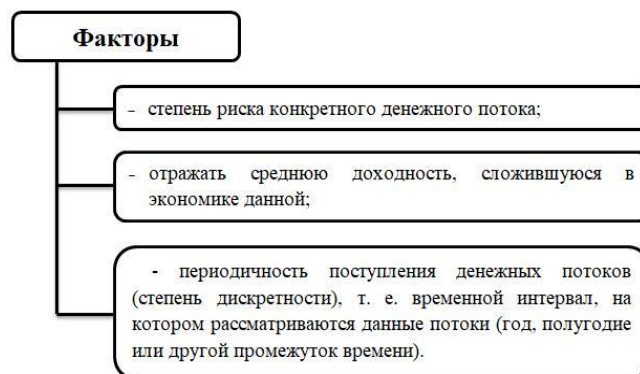 Факторы
- степень риска конкретного денежного потока;
- отражать среднюю доходность, сложившуюся в
экономике данной;
- периодичность поступления денежных потоков
(степень дискретности), т. е. временной интервал, на
котором рассматриваются данные потоки (год, полугодие
или другой промежуток времени).